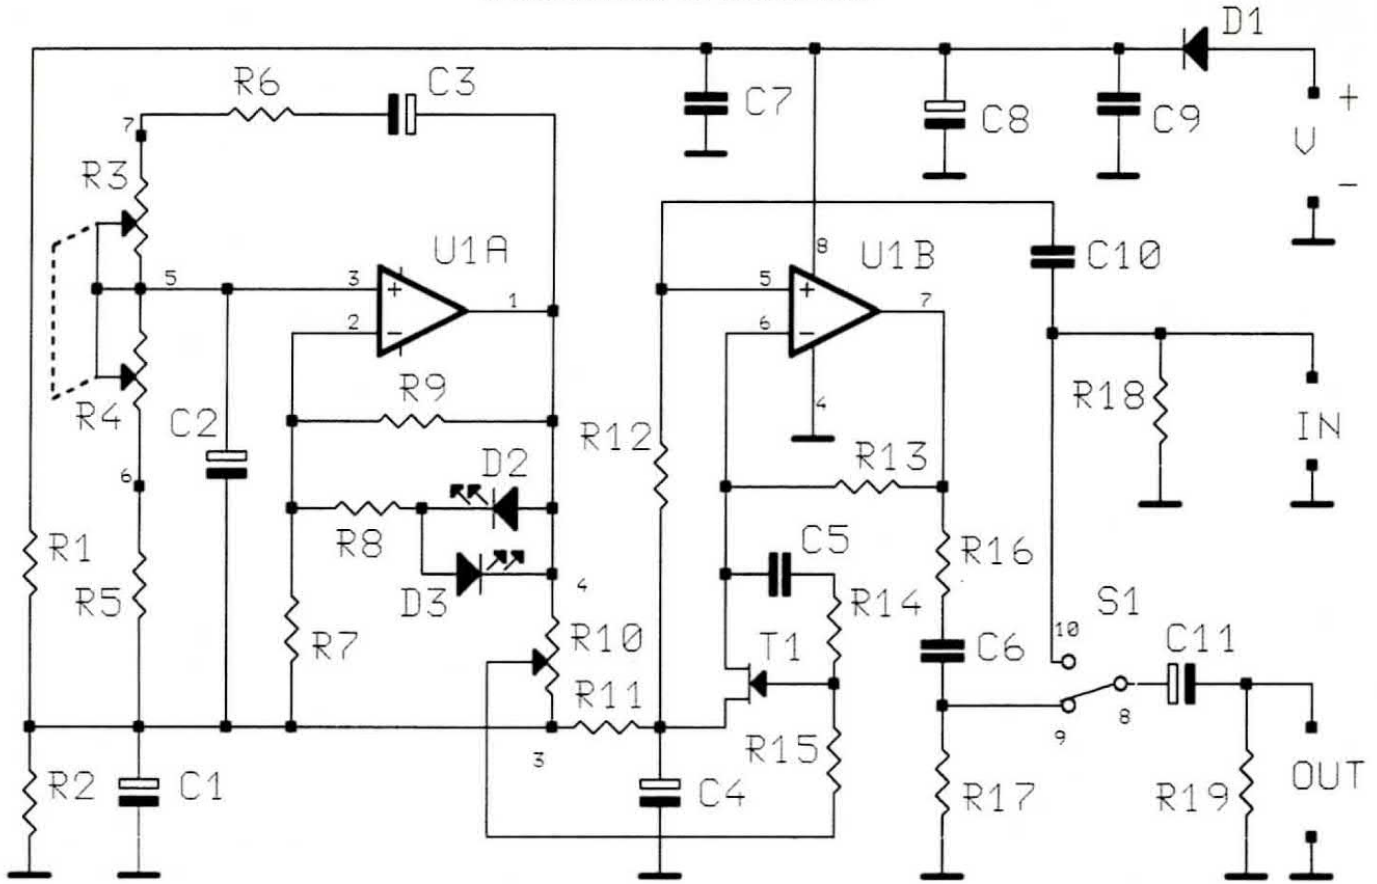 D1
R6
C3
C7
C8
C9
+
V
-
7
R3
U1A
8
U1B
C10
5
3
+
1
5
+
7
2
-
6
-
R4
R9
4
R18
IN
C2
R12
R13
D2
6
R1
R8
C5
R16
R5
D3
4
R14
S1
R7
R10
T1
10
C6
C11
R11
8
9
3
R15
R2
C1
C4
R17
R19
OUT